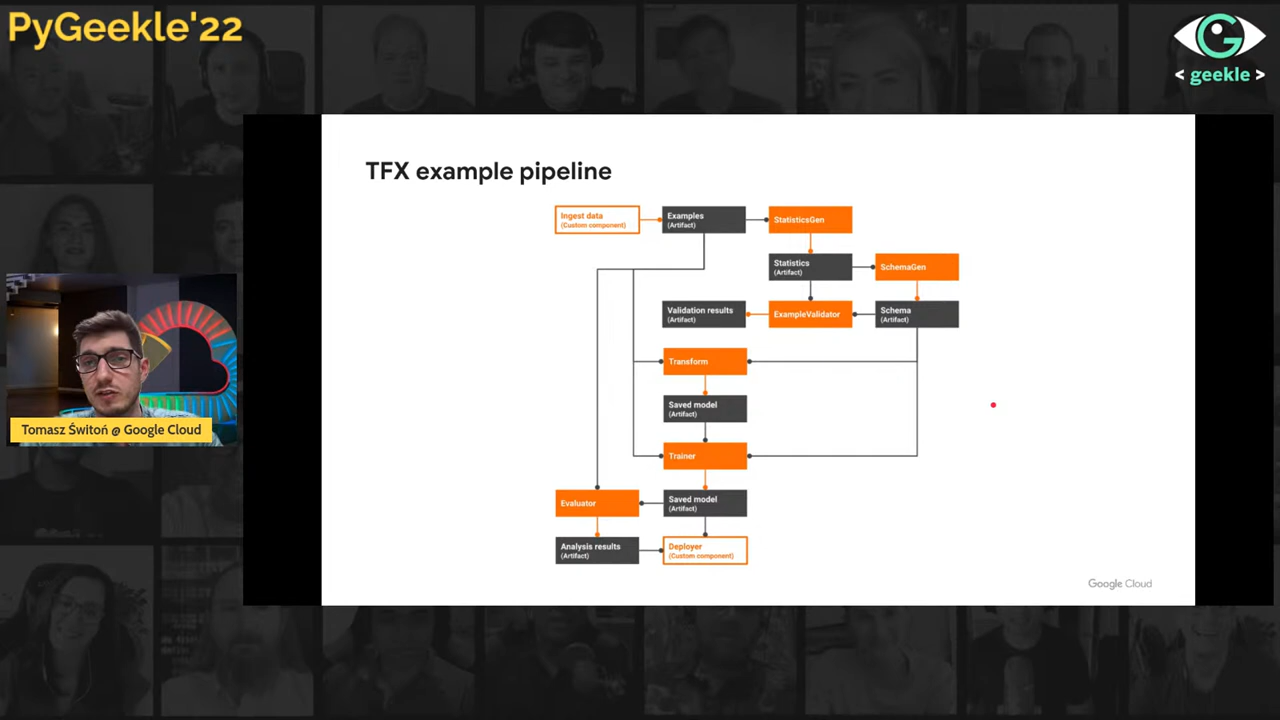 PyGeekle'22
G
< geekle >
TFX example pipeline
Ingest data
(Custom component)
Examples
(Artifact)
StatisticsGen
Statistics
(Artifact)
SchemaGen
Validation results
(Artifact)
ExampleValidator
Schema
(Artifact)
Transform
Saved model
(Artifact)
Trainer
Evaluator
Saved model
(Artifact)
Analysis results
(Artifact)
Deployer
(Custom component)
Google Cloud
Tomasz Świtoń @ Google Cloud